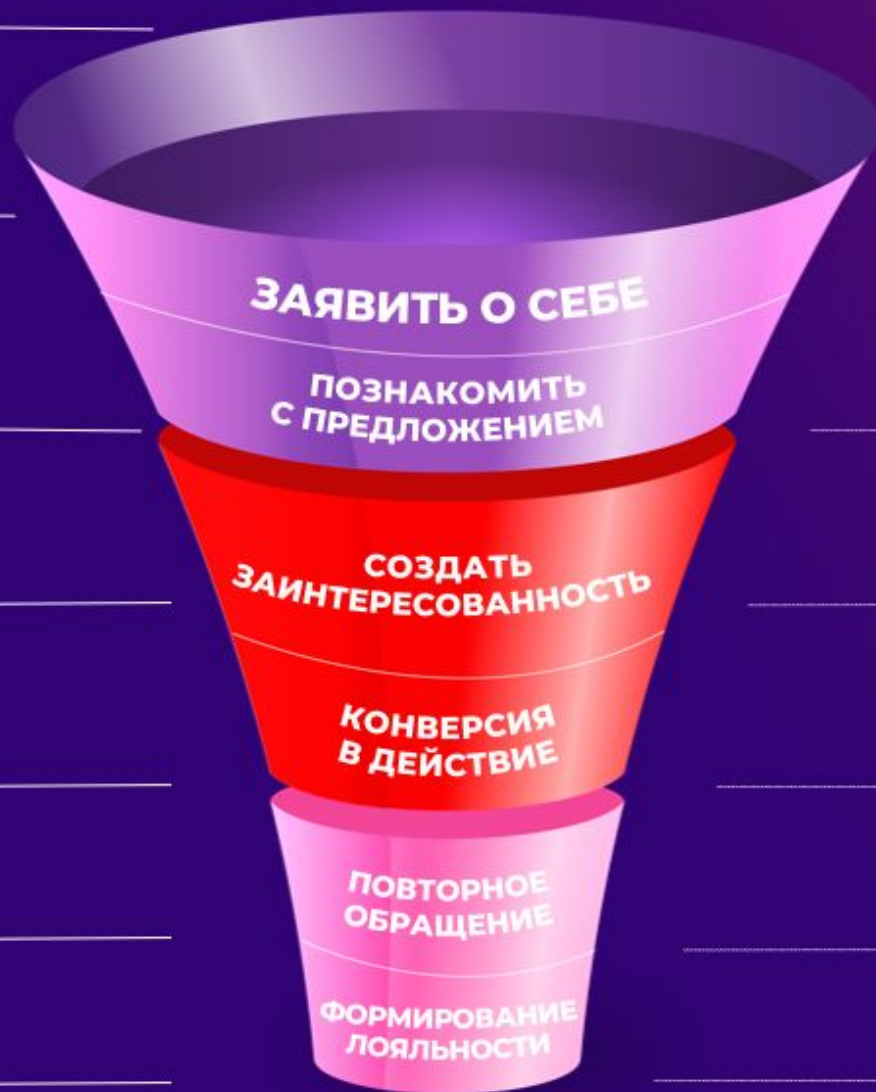 ЗАЯВИТЬ О СЕБЕ
ПОЗНАКОМИТЬ
С ПРЕДЛОЖЕНИЕМ
СОЗДАТЬ
ЗАИНТЕРЕСОВАННОСТЬ
КОНВЕРСИЯ
В ДЕЙСТВИЕ
ПОВТОРНОЕ
ОБРАЩЕНИЕ
ФОРМИРОВАНИЕ
ЛОЯЛЬНОСТИ